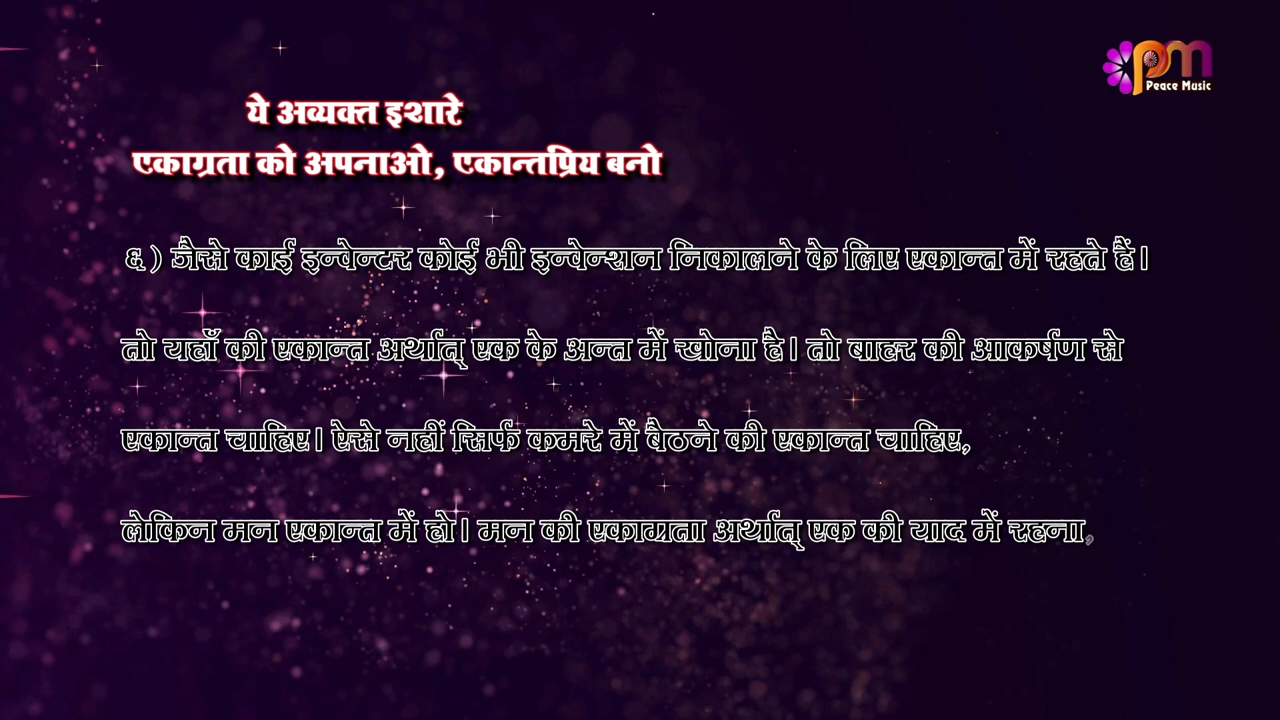 pm
Peace Music
ये अव्यक्त इशारे
एकाग्रता को अपनाओ, एकान्तप्रिय बनो
६) जैसे काई इन्वेन्टर कोई भी इन्वेन्शन निकालने के लिए एकान्त में रहते हैं।
तो यहाँ की एकान्त अर्थात् एक के अन्त में खोना है। तो बाहर की आकर्षण से
एकान्त चाहिए। ऐसे नहीं सिर्फ कमरे में बैठने की एकान्त चाहिए,
लेकिन मन एकान्त में हो। मन की एकाग्रता अर्थात् एक की याद में रहना,